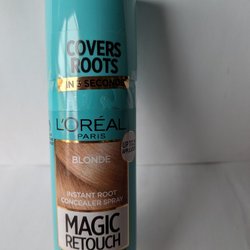 COVERS
ROOTS
IN 3 SECONDS
L'ORÉAL
PARIS
BLONDE
INSTANT ROOT
CONCEALER SPRAY
MAGIC
RETOUCH